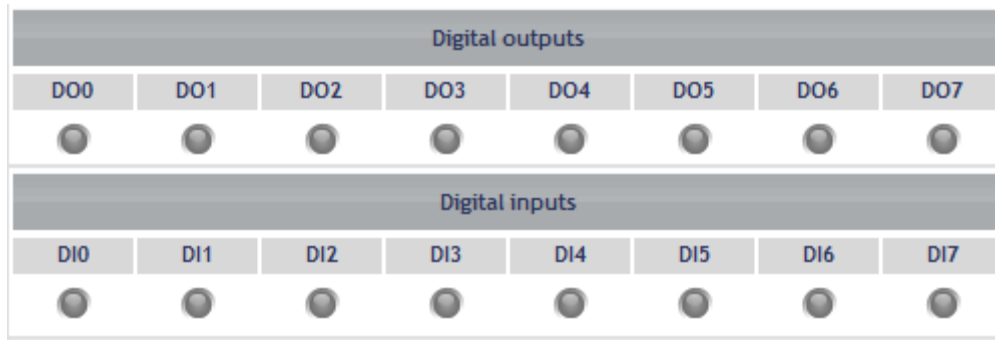 Digital outputs
DO0 DO1 DO2 DO3 DO4 DO5 DO6 DO7
Digital inputs
DI0 DI1 DI2 DI3 DI4 DI5 DI6 DI7